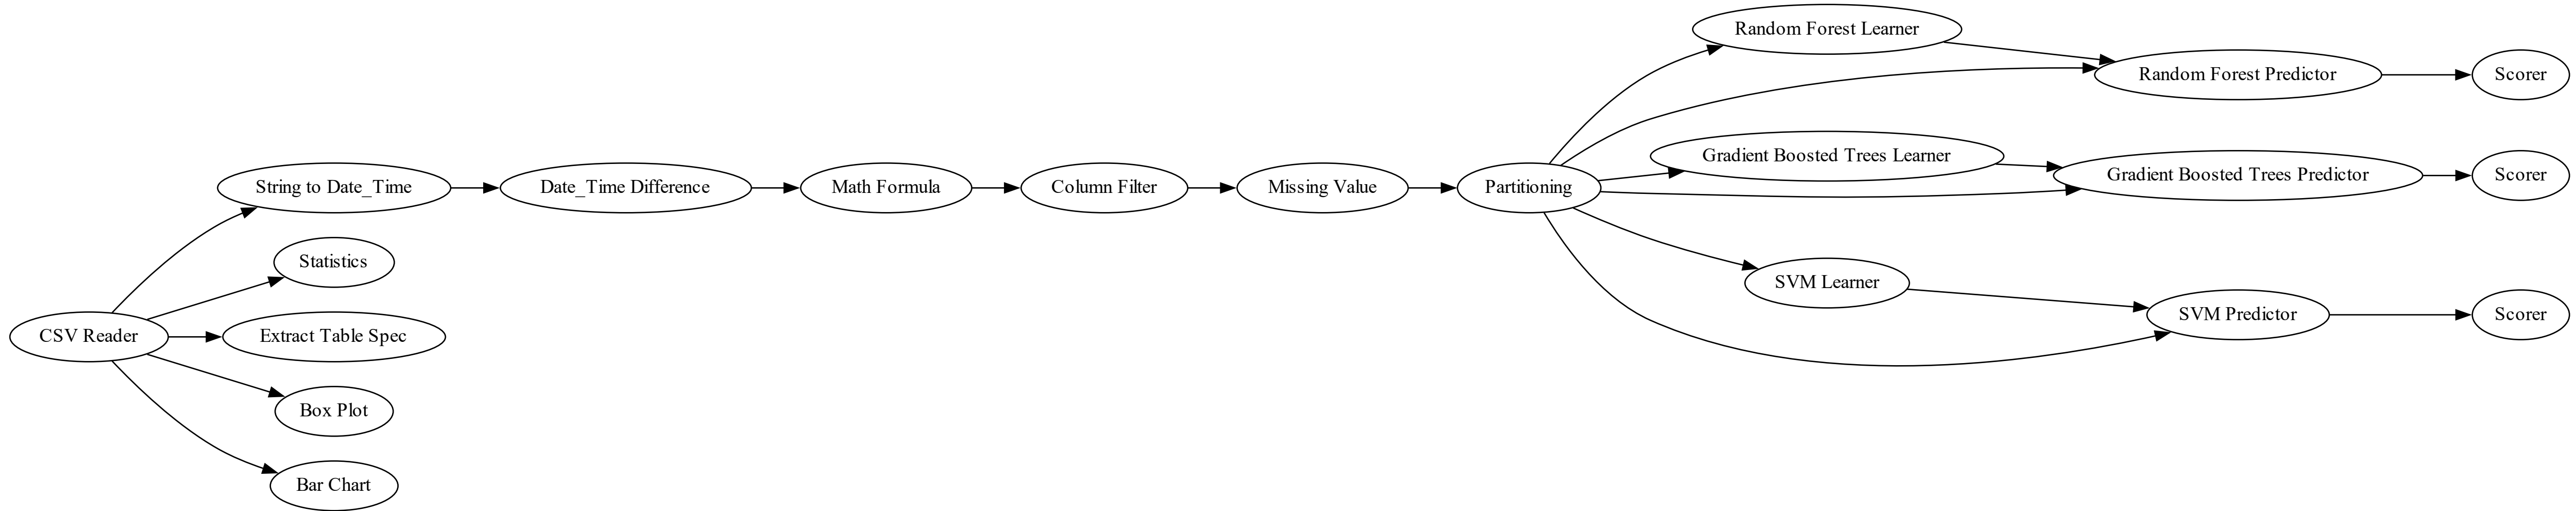 CSV Reader
String to Date_Time
Statistics
Extract Table Spec
Box Plot
Bar Chart
Date_Time Difference
Math Formula
Column Filter
Missing Value
Partitioning
Random Forest Learner
Gradient Boosted Trees Learner
SVM Learner
Random Forest Predictor
Gradient Boosted Trees Predictor
SVM Predictor
Scorer
Scorer
Scorer